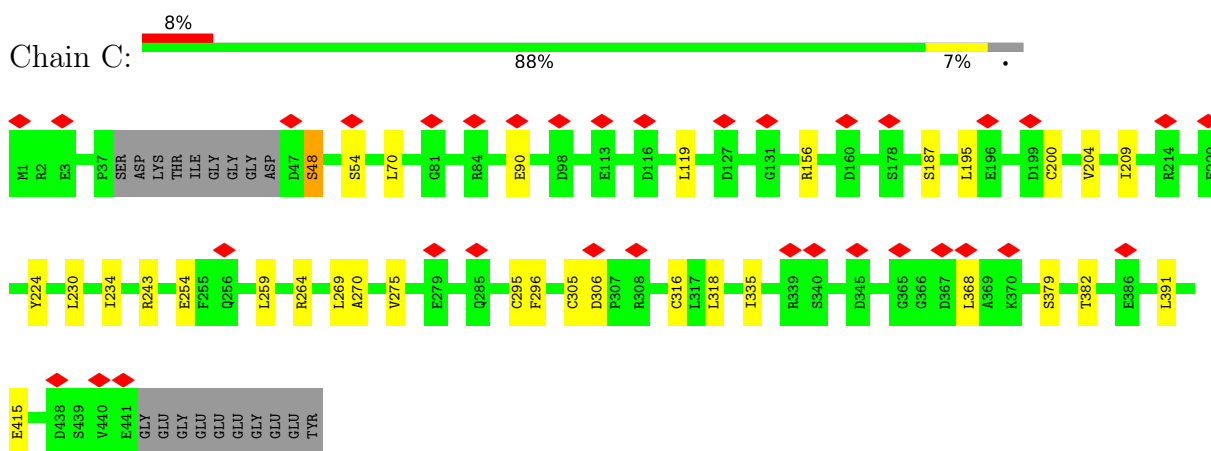 8%
Chain C:
88%
7%
•
M1 R2 E3 P37 SER ASP LYS THR ILE GLY GLY GLY ASP D47 S48 S54 L70 G81 R84 E90 D98 E113 D116 L119 D127 G131 R156 D160 S178 S187 L195 E196 D199 C200 V204 I209 R214
Y224 L230 I234 R243 E254 F255 Q256 L259 R264 L269 A270 V275 E279 Q285 C295 F296 C305 D306 P307 R308 C316 L317 L318 I335 R339 S340 D345 G365 G366 D367 L368 A369 K370 S379 T382 E386 L391
E415 D438 S439 V440 E441 GLY GLU GLY GLU GLU GLU GLY GLU GLU TYR